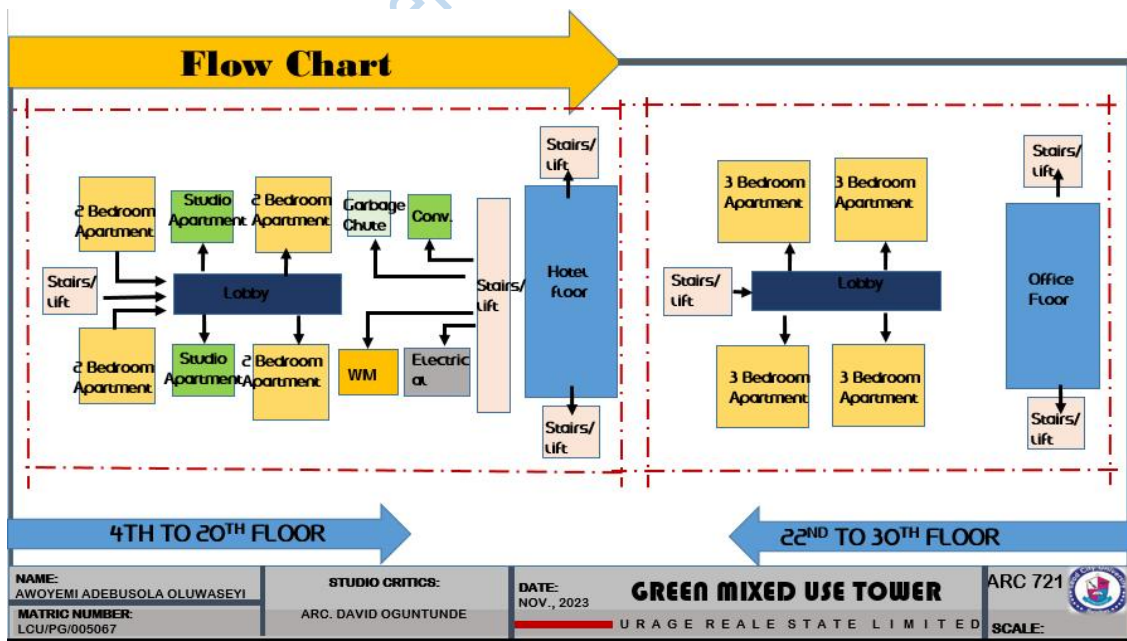 Flow Chart
2 Bedroom
Apartment
Studio
Apartment
2 Bedroom
Apartment
Garbage
Chute
Conv.
Stairs/
Lift
Stairs/
Lift
Lobby
Stairs/
Lift
Hotel
floor
2 Bedroom
Apartment
Studio
Apartment
2 Bedroom
Apartment
WM
Electric
al
Stairs/
Lift
3 Bedroom
Apartment
3 Bedroom
Apartment
Stairs/
Lift
Stairs/
Lift
Lobby
Office
Floor
3 Bedroom
Apartment
3 Bedroom
Apartment
Stairs/
Lift
4TH TO 20TH FLOOR
22ND TO 30TH FLOOR
NAME:
AWOYEMI ADEBUSOLA OLUWASEYI
MATRIC NUMBER:
LCU/PG/005067
STUDIO CRITICS:
ARC. DAVID OGUNTUNDE
DATE:
NOV., 2023
GREEN MIXED USE TOWER
URAGE REALE STATE LIMITED
ARC 721
SCALE: